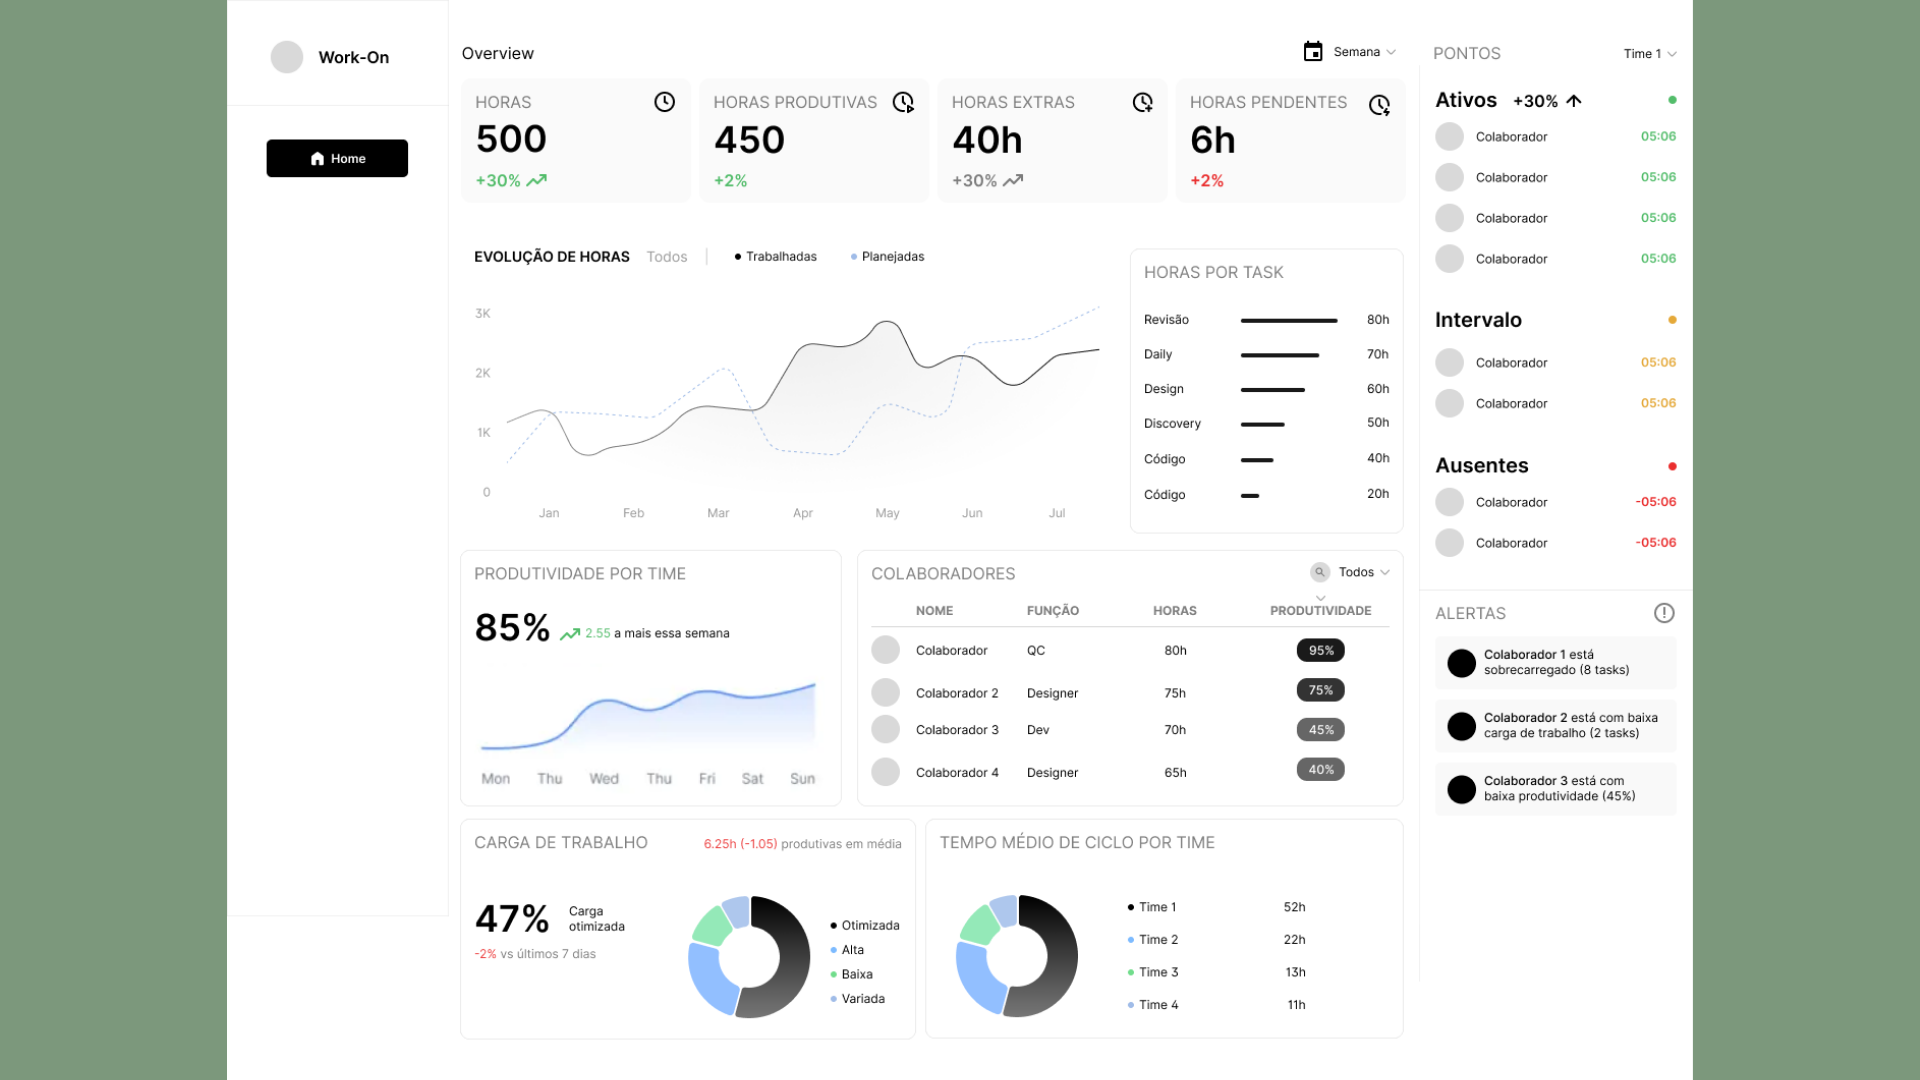 Work-On
Home
Overview
Semana
HORAS
500
+30%
HORAS PRODUTIVAS
450
+2%
HORAS EXTRAS
40h
+30%
HORAS PENDENTES
6h
+2%
EVOLUÇÃO DE HORAS
Todos
Trabalhadas
Planejadas
3K
2K
1K
0
Jan
Feb
Mar
Apr
May
Jun
Jul
HORAS POR TASK
Revisão 80h
Daily 70h
Design 60h
Discovery 50h
Código 40h
Código 20h
PRODUTIVIDADE POR TIME
85%
2.55 a mais essa semana
Mon
Thu
Wed
Thu
Fri
Sat
Sun
COLABORADORES
Todos
NOME FUNÇÃO HORAS PRODUTIVIDADE
Colaborador QC 80h 95%
Colaborador 2 Designer 75h 75%
Colaborador 3 Dev 70h 45%
Colaborador 4 Designer 65h 40%
CARGA DE TRABALHO
6.25h (-1.05) produtivas em média
47%
Carga
otimizada
-2% vs últimos 7 dias
Otimizada
Alta
Baixa
Variada
TEMPO MÉDIO DE CICLO POR TIME
Time 1 52h
Time 2 22h
Time 3 13h
Time 4 11h
PONTOS
Time 1
Ativos +30%
Colaborador 05:06
Colaborador 05:06
Colaborador 05:06
Colaborador 05:06
Intervalo
Colaborador 05:06
Colaborador 05:06
Ausentes
Colaborador -05:06
Colaborador -05:06
ALERTAS
Colaborador 1 está
sobrecarregado (8 tasks)
Colaborador 2 está com baixa
carga de trabalho (2 tasks)
Colaborador 3 está com
baixa produtividade (45%)